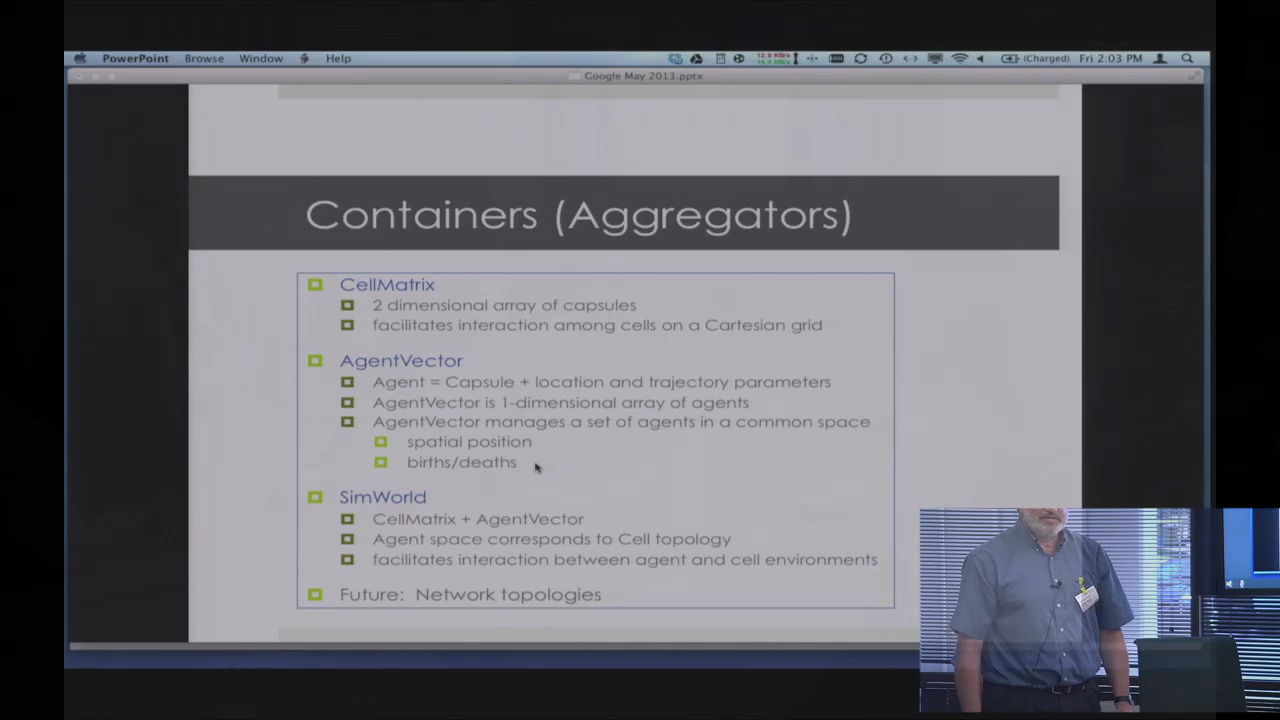 PowerPoint Browse Window Help
(Charged) Fri 2:03 PM
Google May 2013.pptx
Containers (Aggregators)
CellMatrix
2 dimensional array of capsules
facilitates interaction among cells on a Cartesian grid
AgentVector
Agent = Capsule + location and trajectory parameters
AgentVector is 1-dimensional array of agents
AgentVector manages a set of agents in a common space
spatial position
births/deaths
SimWorld
CellMatrix + AgentVector
Agent space corresponds to Cell topology
facilitates interaction between agent and cell environments
Future: Network topologies